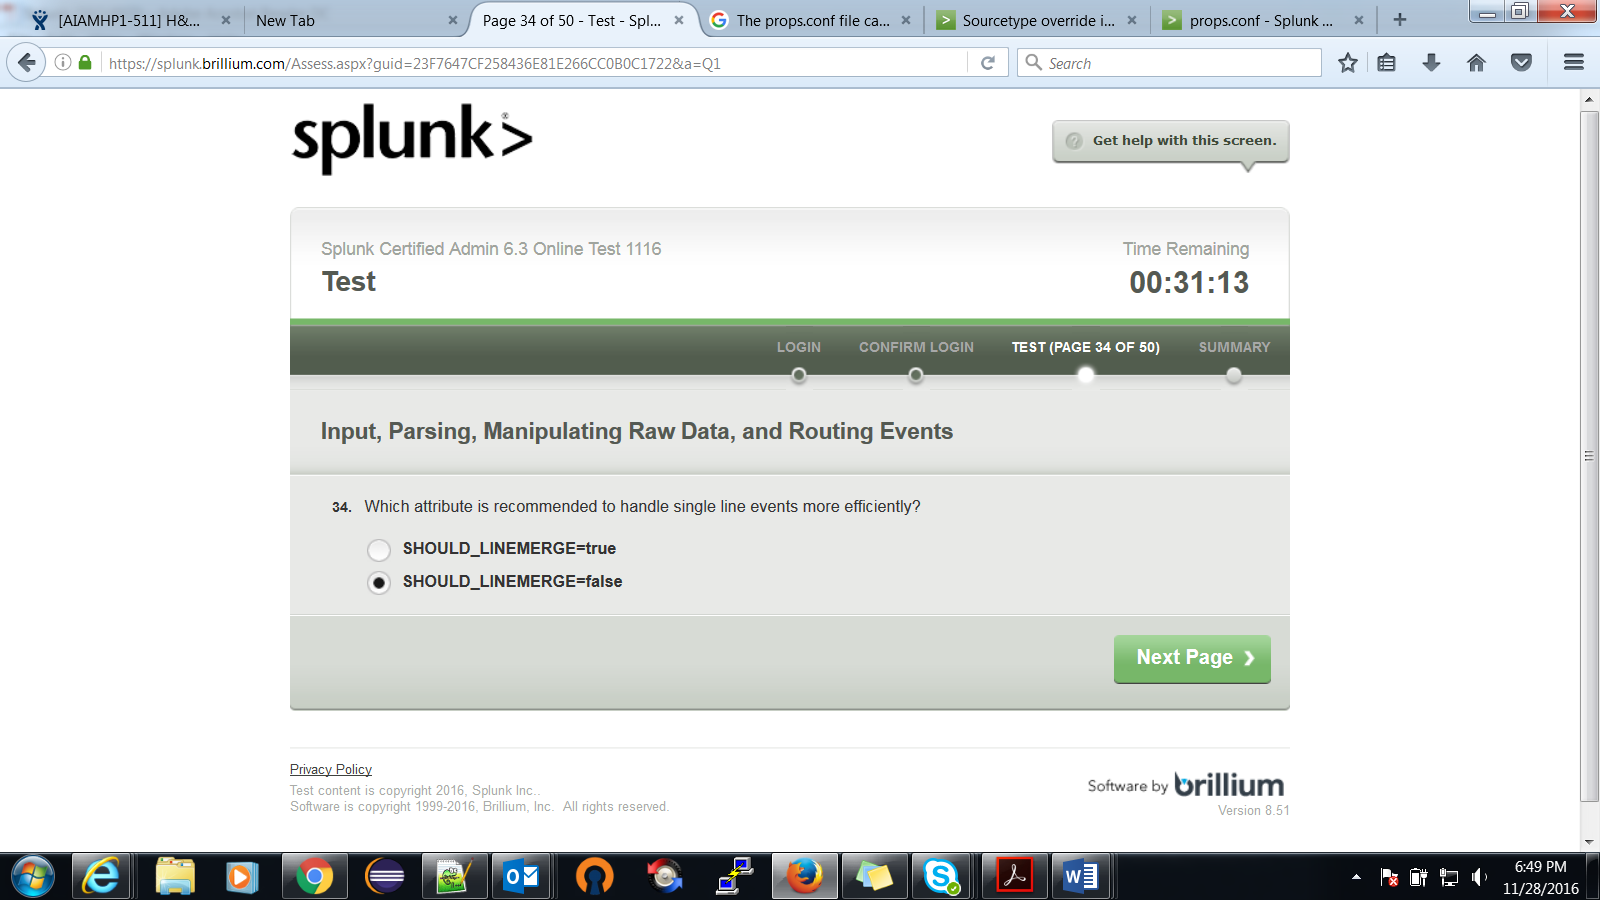 [AIAMHP1-511] H&...
New Tab
Page 34 of 50 - Test - Spl...
The props.conf file ca...
Sourcetype override i...
props.conf - Splunk ...
https://splunk.brillium.com/Assess.aspx?guid=23F7647CF258436E81E266CC0B0C1722&a=Q1
Search
splunk>
Get help with this screen.
Splunk Certified Admin 6.3 Online Test 1116
Time Remaining
Test
00:31:13
LOGIN
CONFIRM LOGIN
TEST (PAGE 34 OF 50)
SUMMARY
Input, Parsing, Manipulating Raw Data, and Routing Events
34. Which attribute is recommended to handle single line events more efficiently?
SHOULD_LINEMERGE=true
SHOULD_LINEMERGE=false
Next Page
Privacy Policy
Test content is copyright 2016, Splunk Inc..
Software is copyright 1999-2016, Brillium, Inc. All rights reserved.
Software by brillium
Version 8.51
6:49 PM
11/28/2016